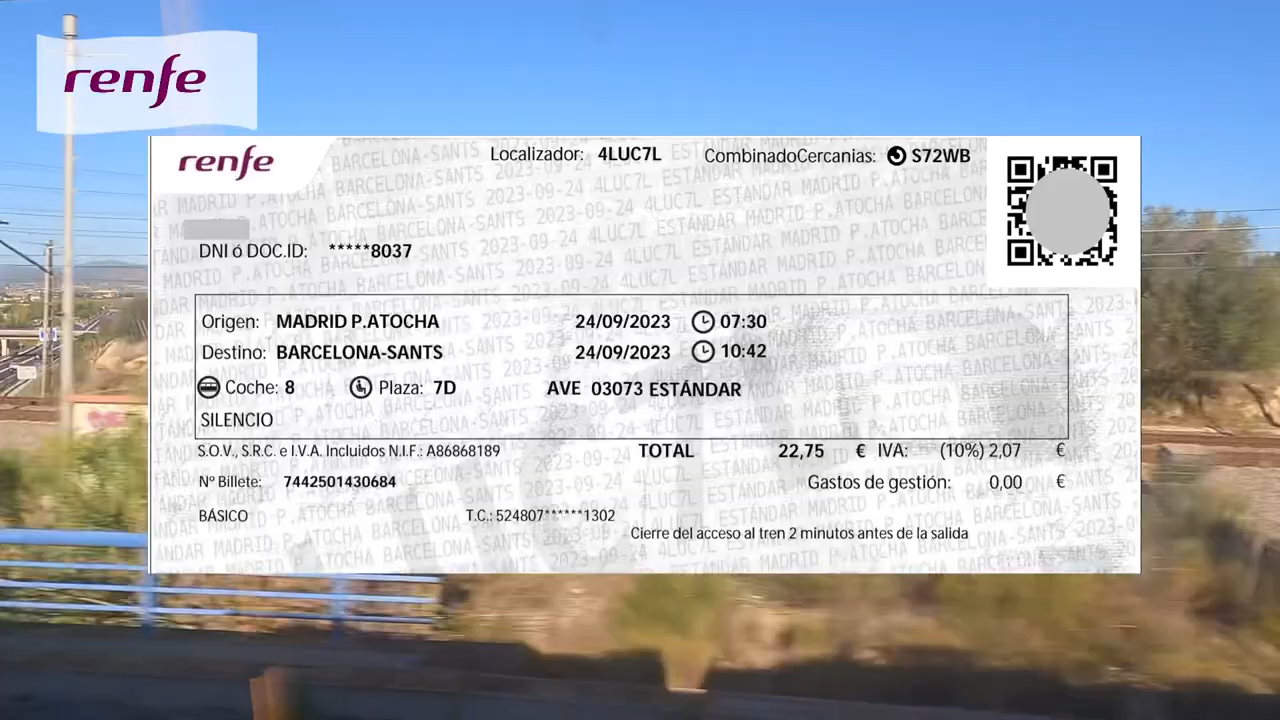 renfe
renfe
Localizador: 4LUC7L CombinadoCercanias: S72WB
DNI ó DOC.ID: *****8037
Origen: MADRID P.ATOCHA 24/09/2023 07:30
Destino: BARCELONA-SANTS 24/09/2023 10:42
Coche: 8 Plaza: 7D AVE 03073 ESTÁNDAR
SILENCIO
S.O.V., S.R.C. e I.V.A. Incluidos N.I.F.: A86868189 TOTAL 22,75 € IVA: (10%) 2,07 €
Nº Billete: 7442501430684 Gastos de gestión: 0,00 €
BÁSICO T.C.: 524807******1302
Cierre del acceso al tren 2 minutos antes de la salida